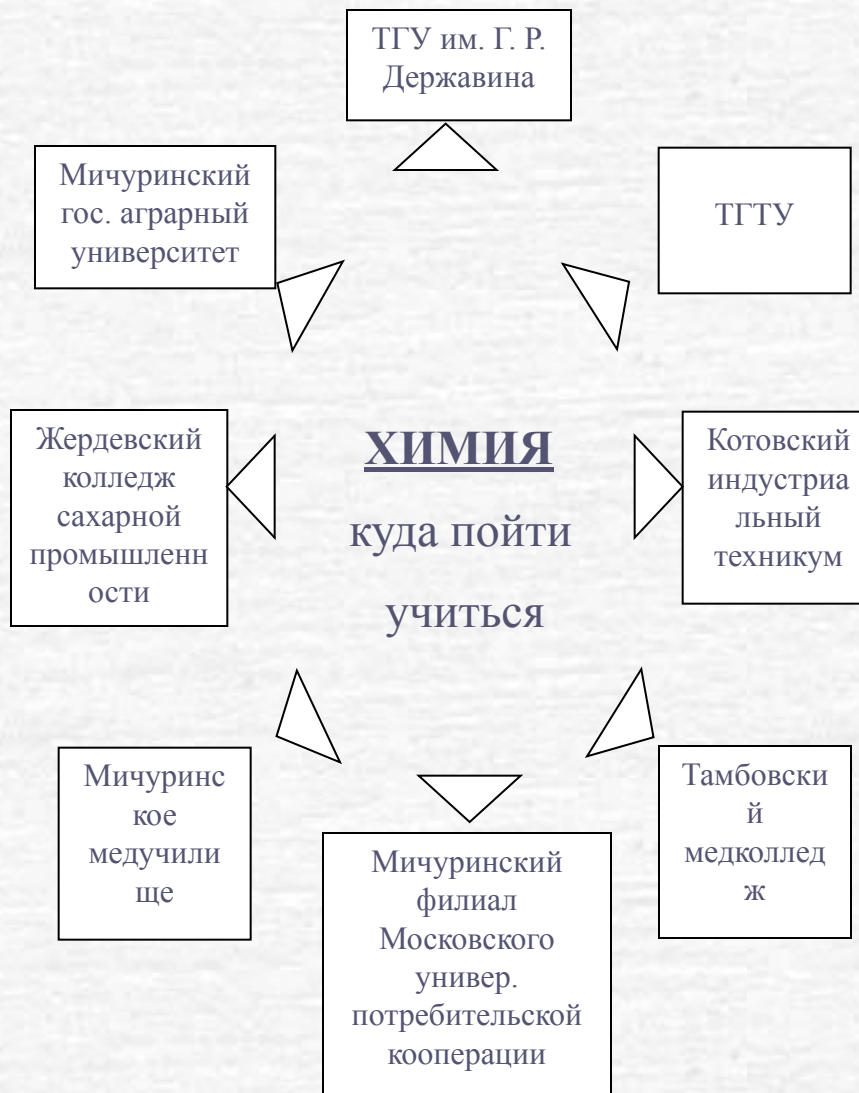 ТГУ им. Г. Р.
Державина
Мичуринский
гос. аграрный
университет
ТГТУ
Жердевский
колледж
сахарной
промышленн
ости
ХИМИЯ
куда пойти
учиться
Котовский
индустриа
льный
техникум
Мичуринс
кое
медучили
ще
Мичуринский
филиал
Московского
универ.
потребительской
кооперации
Тамбовски
й
медколлед
ж